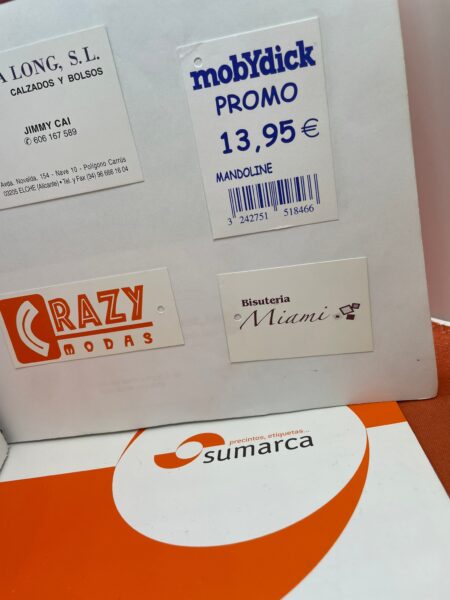 A LONG, S.L.
CALZADOS Y BOLSOS
JIMMY CAI
✆ 606 167 589
Avda. Novelda, 154 - Nave 10 - Polígono Carrús
03205 ELCHE (Alicante) • Tel. y Fax (34) 96 666 16 04
mobydick
PROMO
13,95 €
MANDOLINE
3 242751 518466
CRAZY
MODAS
Bisuteria
Miami
precintos, etiquetas...
sumarca